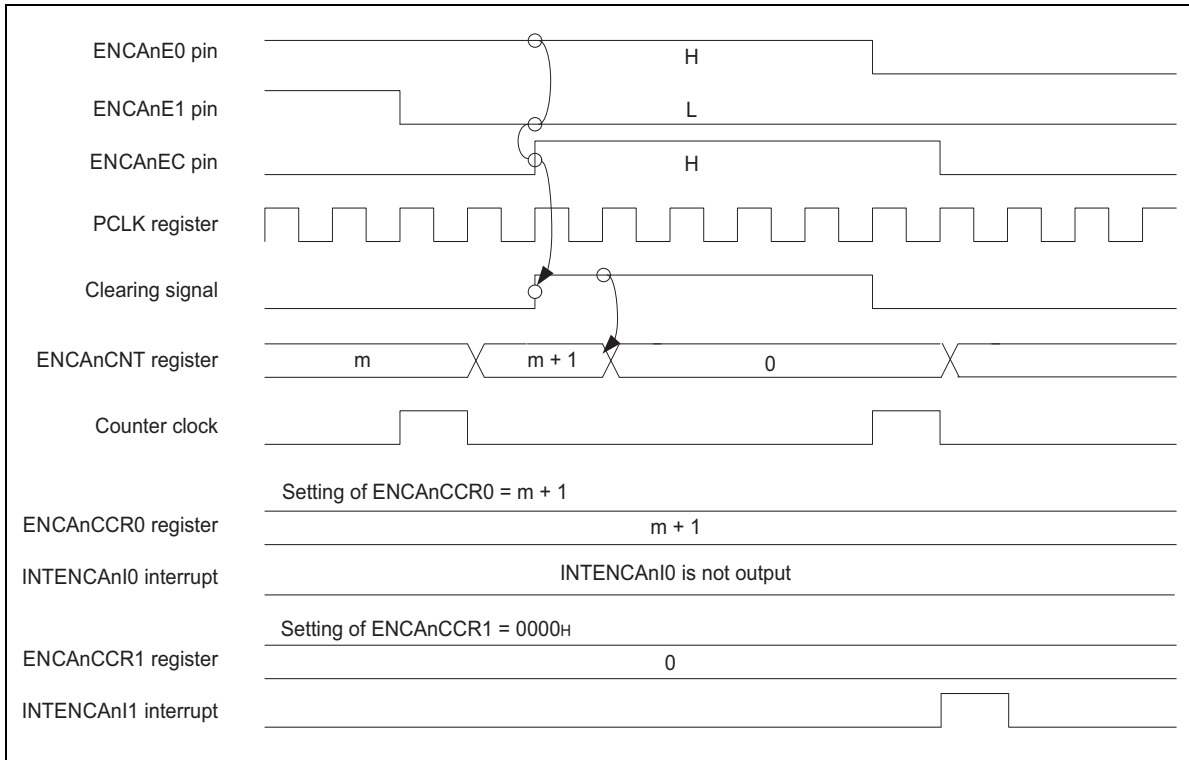 ENCAnE0 pin
H
ENCAnE1 pin
L
ENCAnEC pin
H
PCLK register
Clearing signal
ENCAnCNT register
m
m + 1
0
Counter clock
Setting of ENCAnCCR0 = m + 1
ENCAnCCR0 register
m + 1
INTENCAnI0 interrupt
INTENCAnI0 is not output
Setting of ENCAnCCR1 = 0000H
ENCAnCCR1 register
0
INTENCAnI1 interrupt